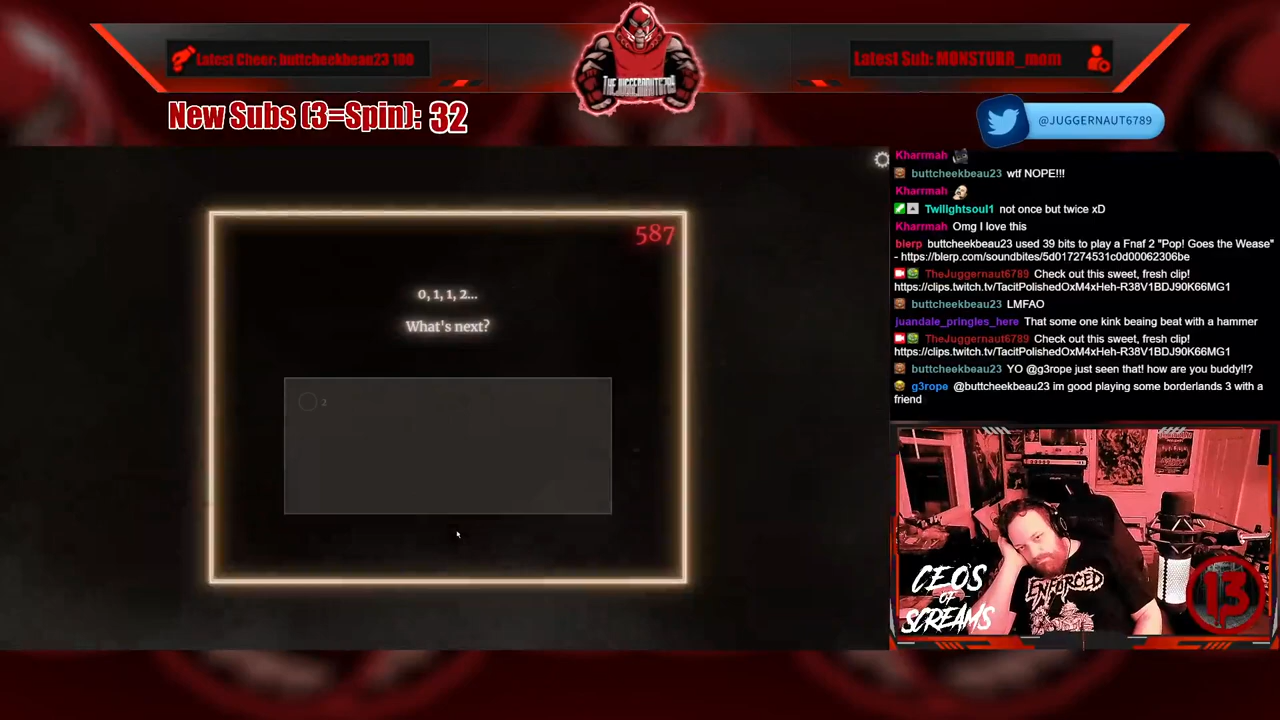 Latest Cheer: buttcheekbeau23 100
THEJUGGERNAUT6789
Latest Sub: MONSTURR_mom
New Subs (3=Spin): 32
@JUGGERNAUT6789
587
0, 1, 1, 2...
What's next?
2
Kharrmah
buttcheekbeau23 wtf NOPE!!!
Kharrmah
Twilightsoul1 not once but twice xD
Kharrmah Omg I love this
blerp buttcheekbeau23 used 39 bits to play a Fnaf 2 "Pop! Goes the Wease"
- https://blerp.com/soundbites/5d017274531c0d00062306be
TheJuggernaut6789 Check out this sweet, fresh clip!
https://clips.twitch.tv/TacitPolishedOxM4xHeh-R38V1BDJ90K66MG1
buttcheekbeau23 LMFAO
juandale_pringles_here That some one kink beaing beat with a hammer
TheJuggernaut6789 Check out this sweet, fresh clip!
https://clips.twitch.tv/TacitPolishedOxM4xHeh-R38V1BDJ90K66MG1
buttcheekbeau23 YO @g3rope just seen that! how are you buddy!!?
g3rope @buttcheekbeau23 im good playing some borderlands 3 with a
friend
ENFORCED
CEOS
OF
SCREAMS
13